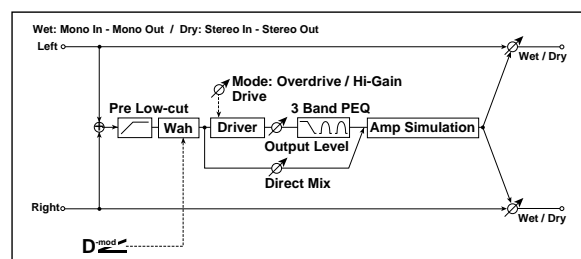 Wet: Mono In - Mono Out / Dry: Stereo In - Stereo Out
Left
Wet / Dry
Mode: Overdrive / Hi-Gain
Drive
Pre Low-cut
3 Band PEQ
Wah
Driver
Amp Simulation
Output Level
Direct Mix
Right
Wet / Dry
D-mod